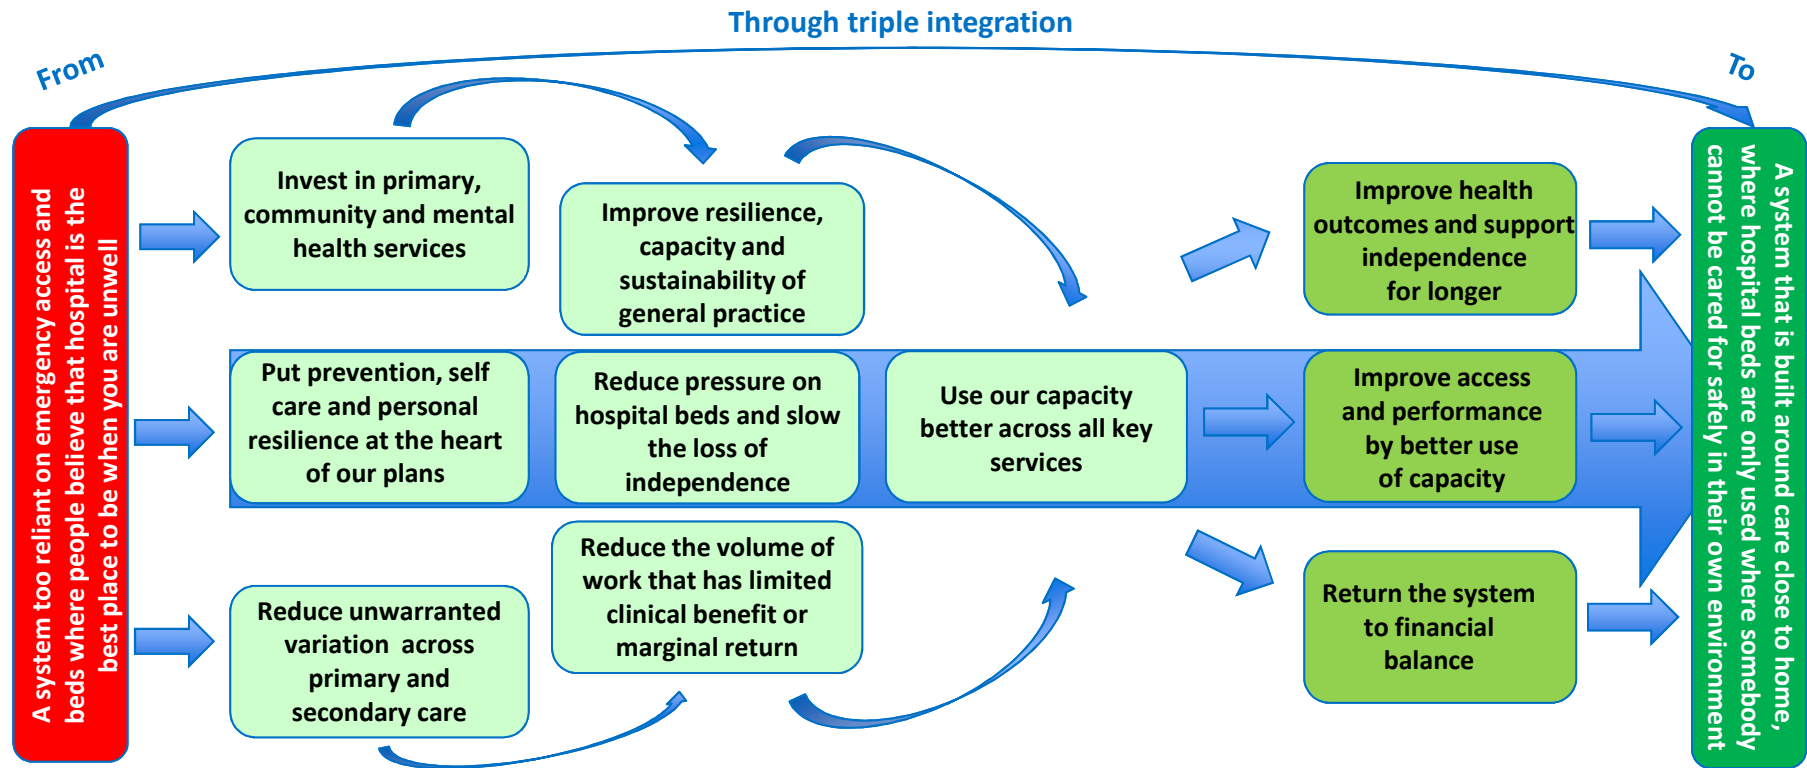 Through triple integration
From
To
A system too reliant on emergency access and
beds where people believe that hospital is the
best place to be when you are unwell
Invest in primary,
community and mental
health services
Put prevention, self
care and personal
resilience at the heart
of our plans
Reduce unwarranted
variation across
primary and
secondary care
Improve resilience,
capacity and
sustainability of
general practice
Reduce pressure on
hospital beds and slow
the loss of
independence
Reduce the volume of
work that has limited
clinical benefit or
marginal return
Use our capacity
better across all key
services
Improve health
outcomes and support
independence
for longer
Improve access
and performance
by better use
of capacity
Return the system
to financial
balance
A system that is built around care close to home,
where hospital beds are only used where somebody
cannot be cared for safely in their own environment